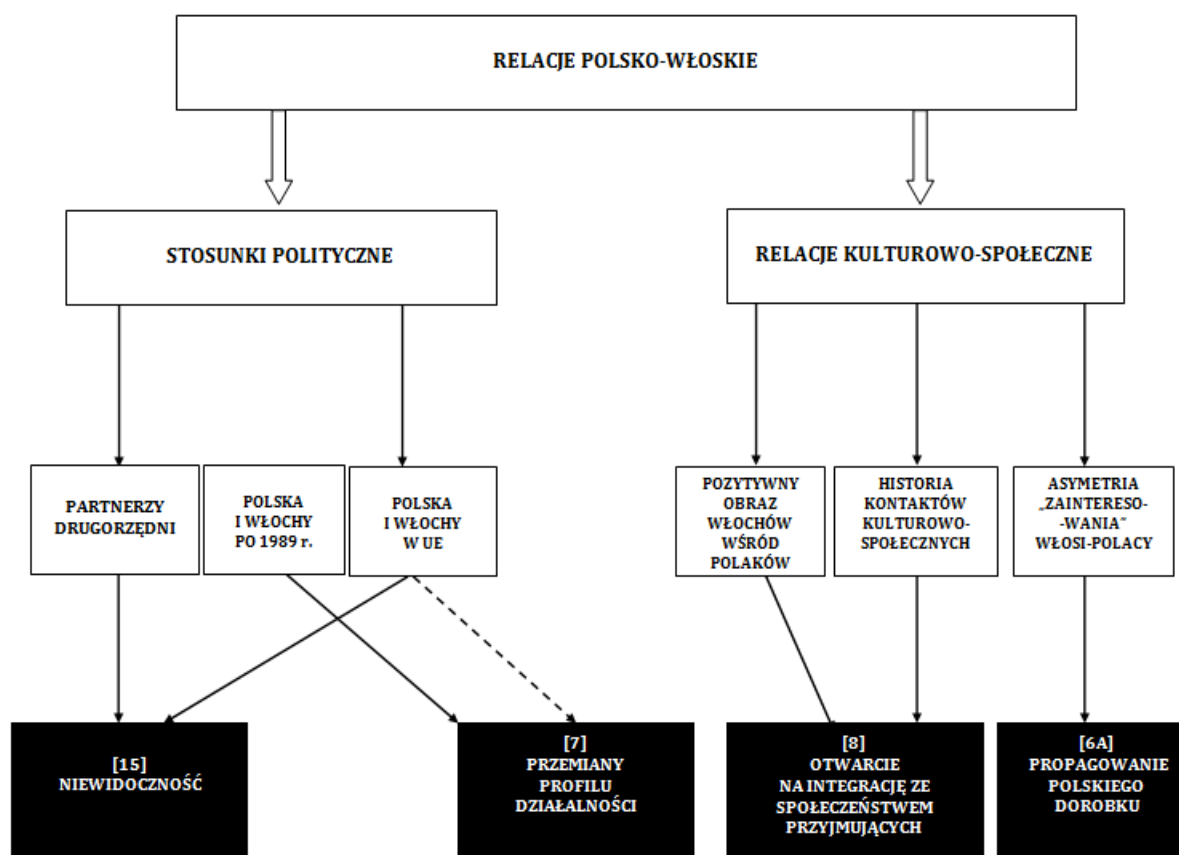 RELACJE POLSKO-WŁOSKIE
STOSUNKI POLITYCZNE
RELACJE KULTUROWO-SPOŁECZNE
PARTNERZY
DRUGORZĘDNI
POLSKA
I WŁOCHY
PO 1989 r.
POLSKA
I WŁOCHY
W UE
POZYTYWNY
OBRAZ
WŁOCHÓW
WŚRÓD
POLAKÓW
HISTORIA
KONTAKTÓW
KULTUROWO-
SPOŁECZNYCH
ASYMETRIA
„ZAINTERESO-
-WANIA”
WŁOSI-POLACY
[15]
NIEWIDOCZNOŚĆ
[7]
PRZEMIANY
PROFILU
DZIAŁALNOŚCI
[8]
OTWARCIE
NA INTEGRACJĘ ZE
SPOŁECZEŃSTWEM
PRZYJMUJĄCYCH
[6A]
PROPAGOWANIE
POLSKIEGO
DOROBKU